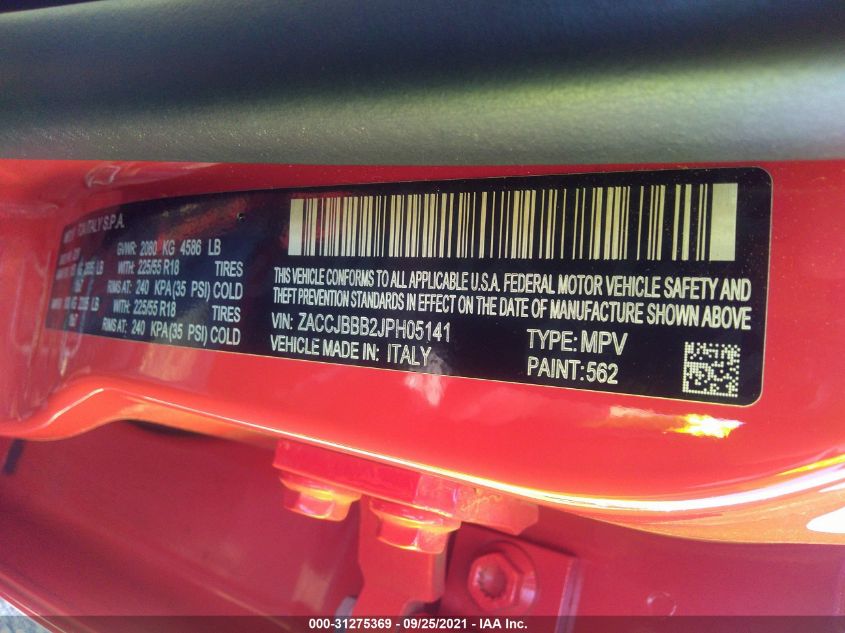 ITALY S.P.A.
GVWR: 2080 KG 4586 LB
LB WITH: 225/55 R18 TIRES
RIMS AT: 240 KPA(35 PSI) COLD
LB WITH: 225/55 R18 TIRES
RIMS AT: 240 KPA(35 PSI) COLD
THIS VEHICLE CONFORMS TO ALL APPLICABLE U.S.A. FEDERAL MOTOR VEHICLE SAFETY AND
THEFT PREVENTION STANDARDS IN EFFECT ON THE DATE OF MANUFACTURE SHOWN ABOVE
VIN: ZACCJBBB2JPH05141 TYPE: MPV
VEHICLE MADE IN: ITALY PAINT: 562
000-31275369 - 09/25/2021 - IAA Inc.